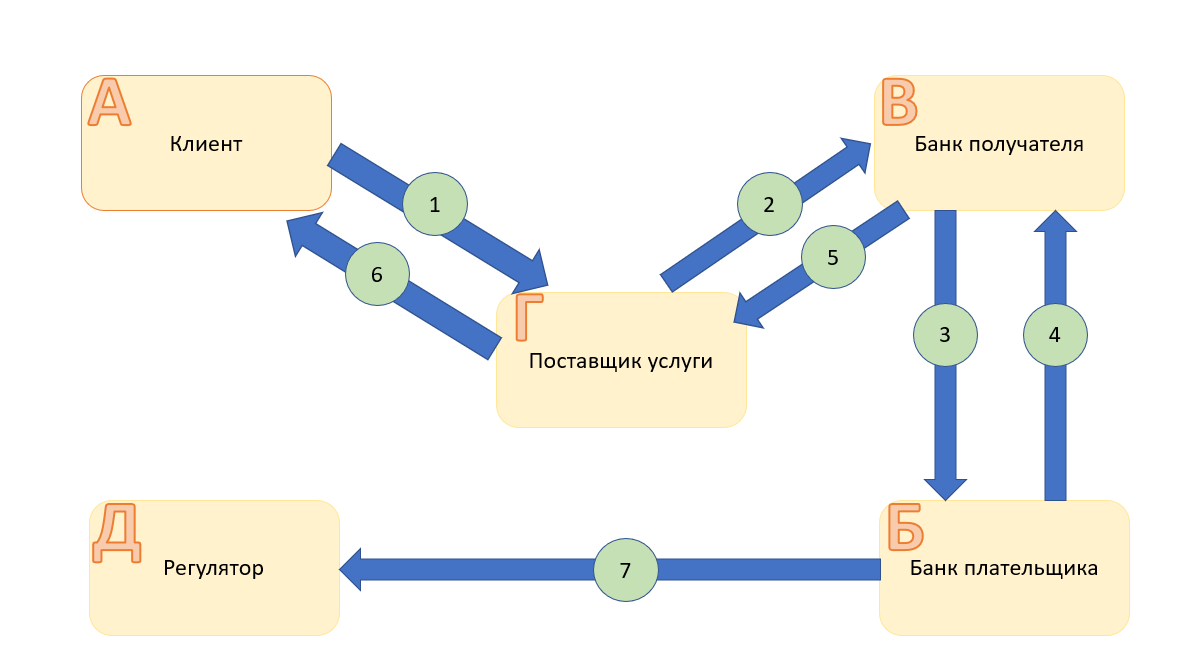 А
Клиент
В
Банк получателя
1
2
6
5
Г
Поставщик услуги
3
4
Д
Регулятор
7
Б
Банк плательщика